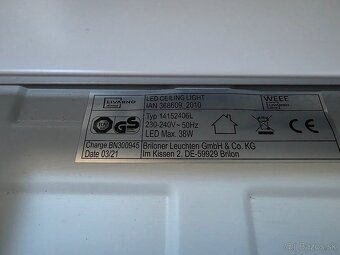 LIVARNO
LED CEILING LIGHT
IAN 368609_2010
WEEE
Typ 14152406L
230-240V ~ 50Hz
LED Max. 38W
GS
CE
Charge BN300945
Date 03/21
Briloner Leuchten GmbH & Co. KG
Im Kissen 2, DE-59929 Brilon